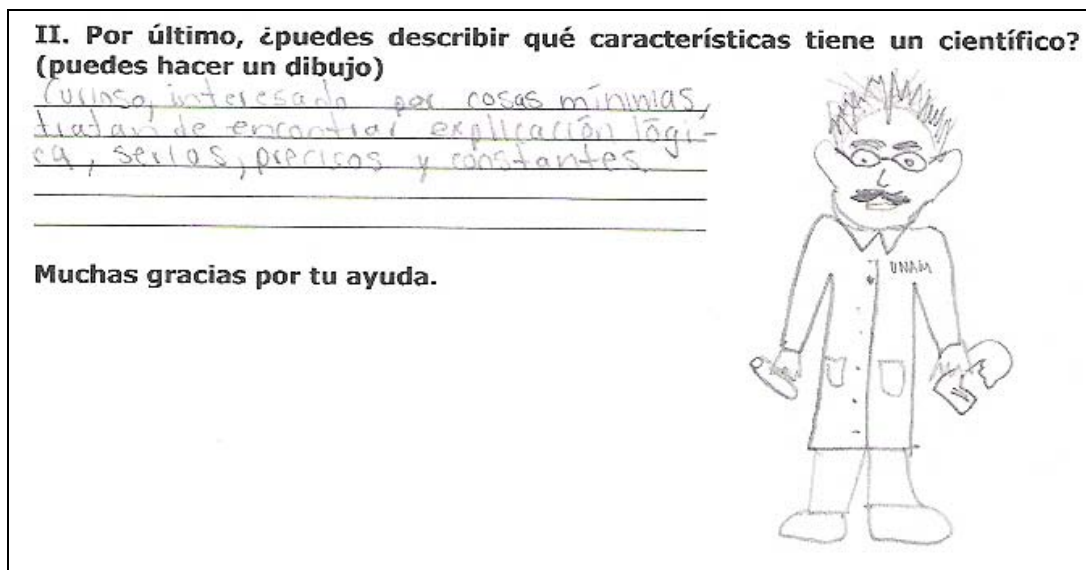 II. Por último, ¿puedes describir qué características tiene un científico?
(puedes hacer un dibujo)
Curioso, interesado por cosas mínimas,
tratan de encontrar explicación lógi-
ca, serios, precisos y constantes.
Muchas gracias por tu ayuda.
UNAM